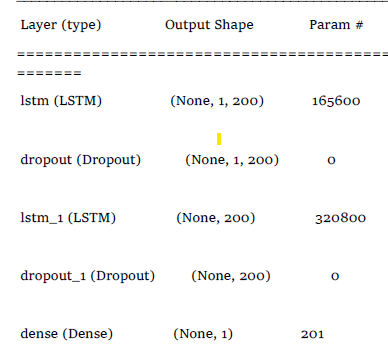 Layer (type) Output Shape Param #
==========================================
=======
lstm (LSTM) (None, 1, 200) 165600
dropout (Dropout) (None, 1, 200) 0
lstm_1 (LSTM) (None, 200) 320800
dropout_1 (Dropout) (None, 200) 0
dense (Dense) (None, 1) 201